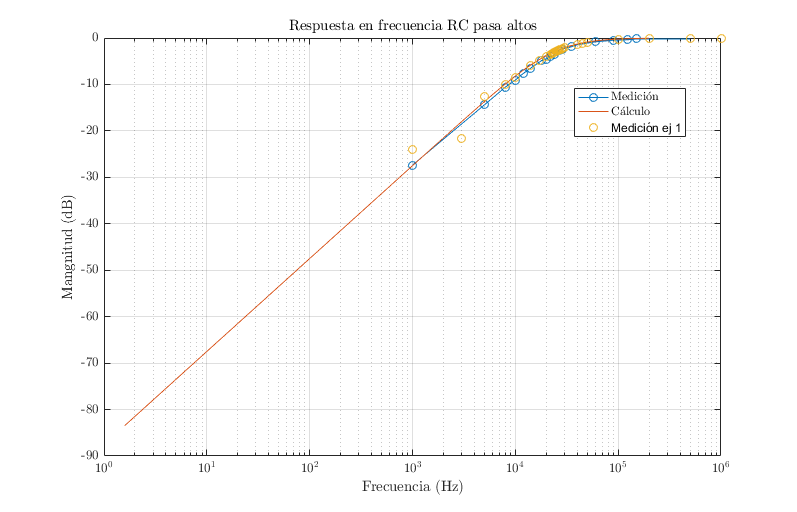 Respuesta en frecuencia RC pasa altos
0
-10
-20
-30
-40
-50
-60
-70
-80
-90
Mangnitud (dB)
Medición
Cálculo
Medición ej 1
10^0
10^1
10^2
10^3
10^4
10^5
10^6
Frecuencia (Hz)